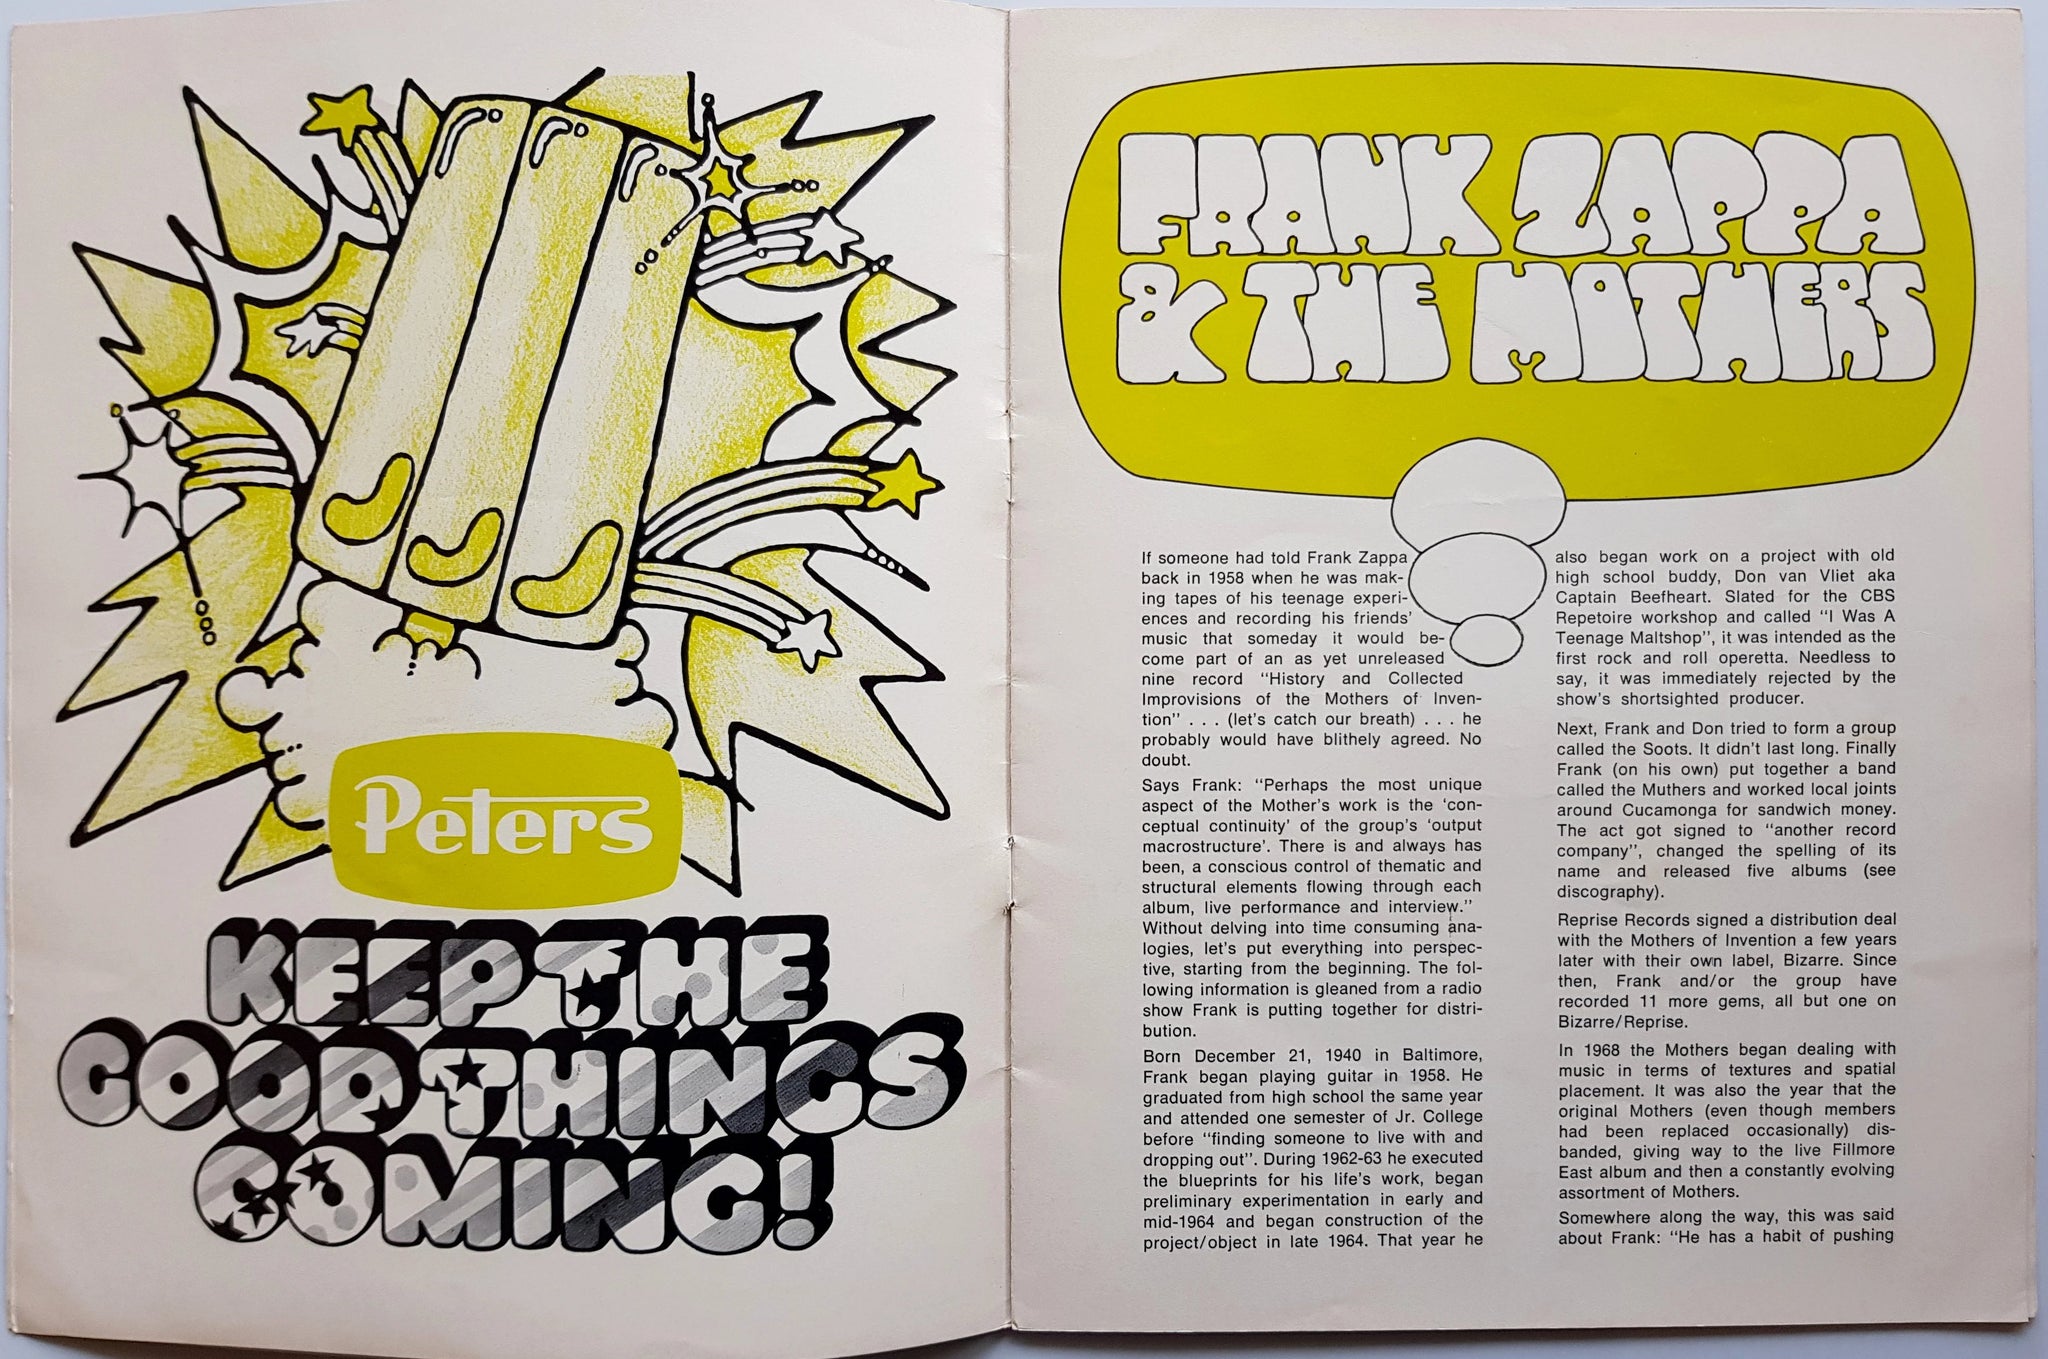 Peters
KEEP THE
GOOD THINGS
COMING!
FRANK ZAPPA
& THE MOTHERS
If someone had told Frank Zappa
back in 1958 when he was mak-
ing tapes of his teenage experi-
ences and recording his friends'
music that someday it would be-
come part of an as yet unreleased
nine record "History and Collected
Improvisations of the Mothers of Inven-
tion" . . . (let's catch our breath) . . . he
probably would have blithely agreed. No
doubt.
Says Frank: "Perhaps the most unique
aspect of the Mother's work is the 'con-
ceptual continuity' of the group's 'output
macrostructure'. There is and always has
been, a conscious control of thematic and
structural elements flowing through each
album, live performance and interview."
Without delving into time consuming ana-
logies, let's put everything into perspec-
tive, starting from the beginning. The fol-
lowing information is gleaned from a radio
show Frank is putting together for distri-
bution.
Born December 21, 1940 in Baltimore,
Frank began playing guitar in 1958. He
graduated from high school the same year
and attended one semester of Jr. College
before "finding someone to live with and
dropping out". During 1962-63 he executed
the blueprints for his life's work, began
preliminary experimentation in early and
mid-1964 and began construction of the
project/object in late 1964. That year he
also began work on a project with old
high school buddy, Don van Vliet aka
Captain Beefheart. Slated for the CBS
Repetoire workshop and called "I Was A
Teenage Maltshop", it was intended as the
first rock and roll operetta. Needless to
say, it was immediately rejected by the
show's shortsighted producer.
Next, Frank and Don tried to form a group
called the Soots. It didn't last long. Finally
Frank (on his own) put together a band
called the Muthers and worked local joints
around Cucamonga for sandwich money.
The act got signed to "another record
company", changed the spelling of its
name and released five albums (see
discography).
Reprise Records signed a distribution deal
with the Mothers of Invention a few years
later with their own label, Bizarre. Since
then, Frank and/or the group have
recorded 11 more gems, all but one on
Bizarre/Reprise.
In 1968 the Mothers began dealing with
music in terms of textures and spatial
placement. It was also the year that the
original Mothers (even though members
had been replaced occasionally) dis-
banded, giving way to the live Fillmore
East album and then a constantly evolving
assortment of Mothers.
Somewhere along the way, this was said
about Frank: "He has a habit of pushing